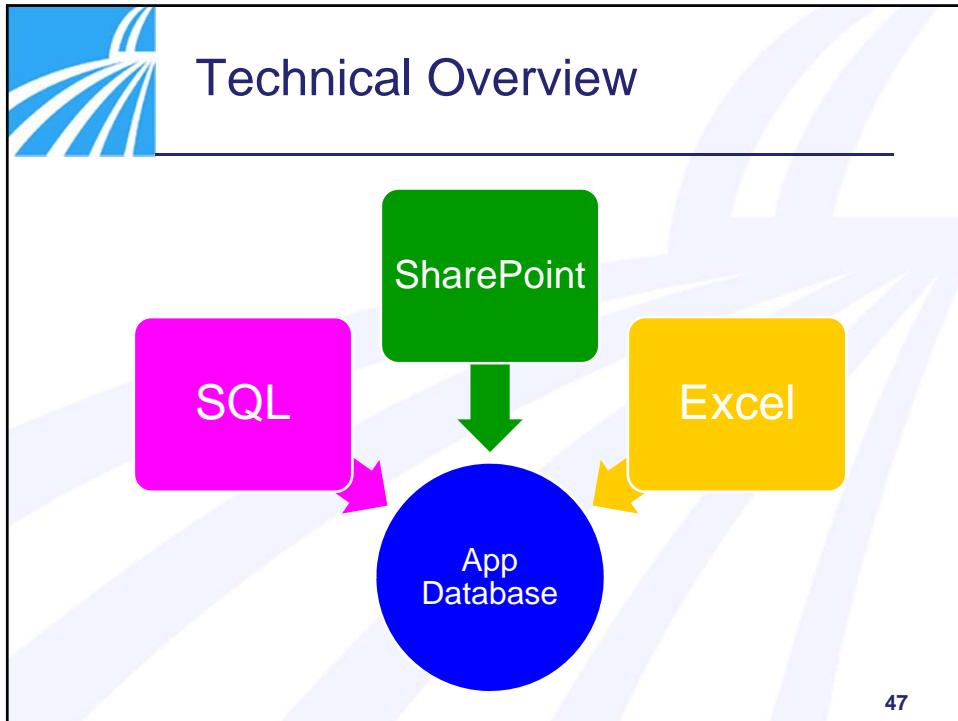 Technical Overview
SharePoint
SQL
Excel
App
Database
47